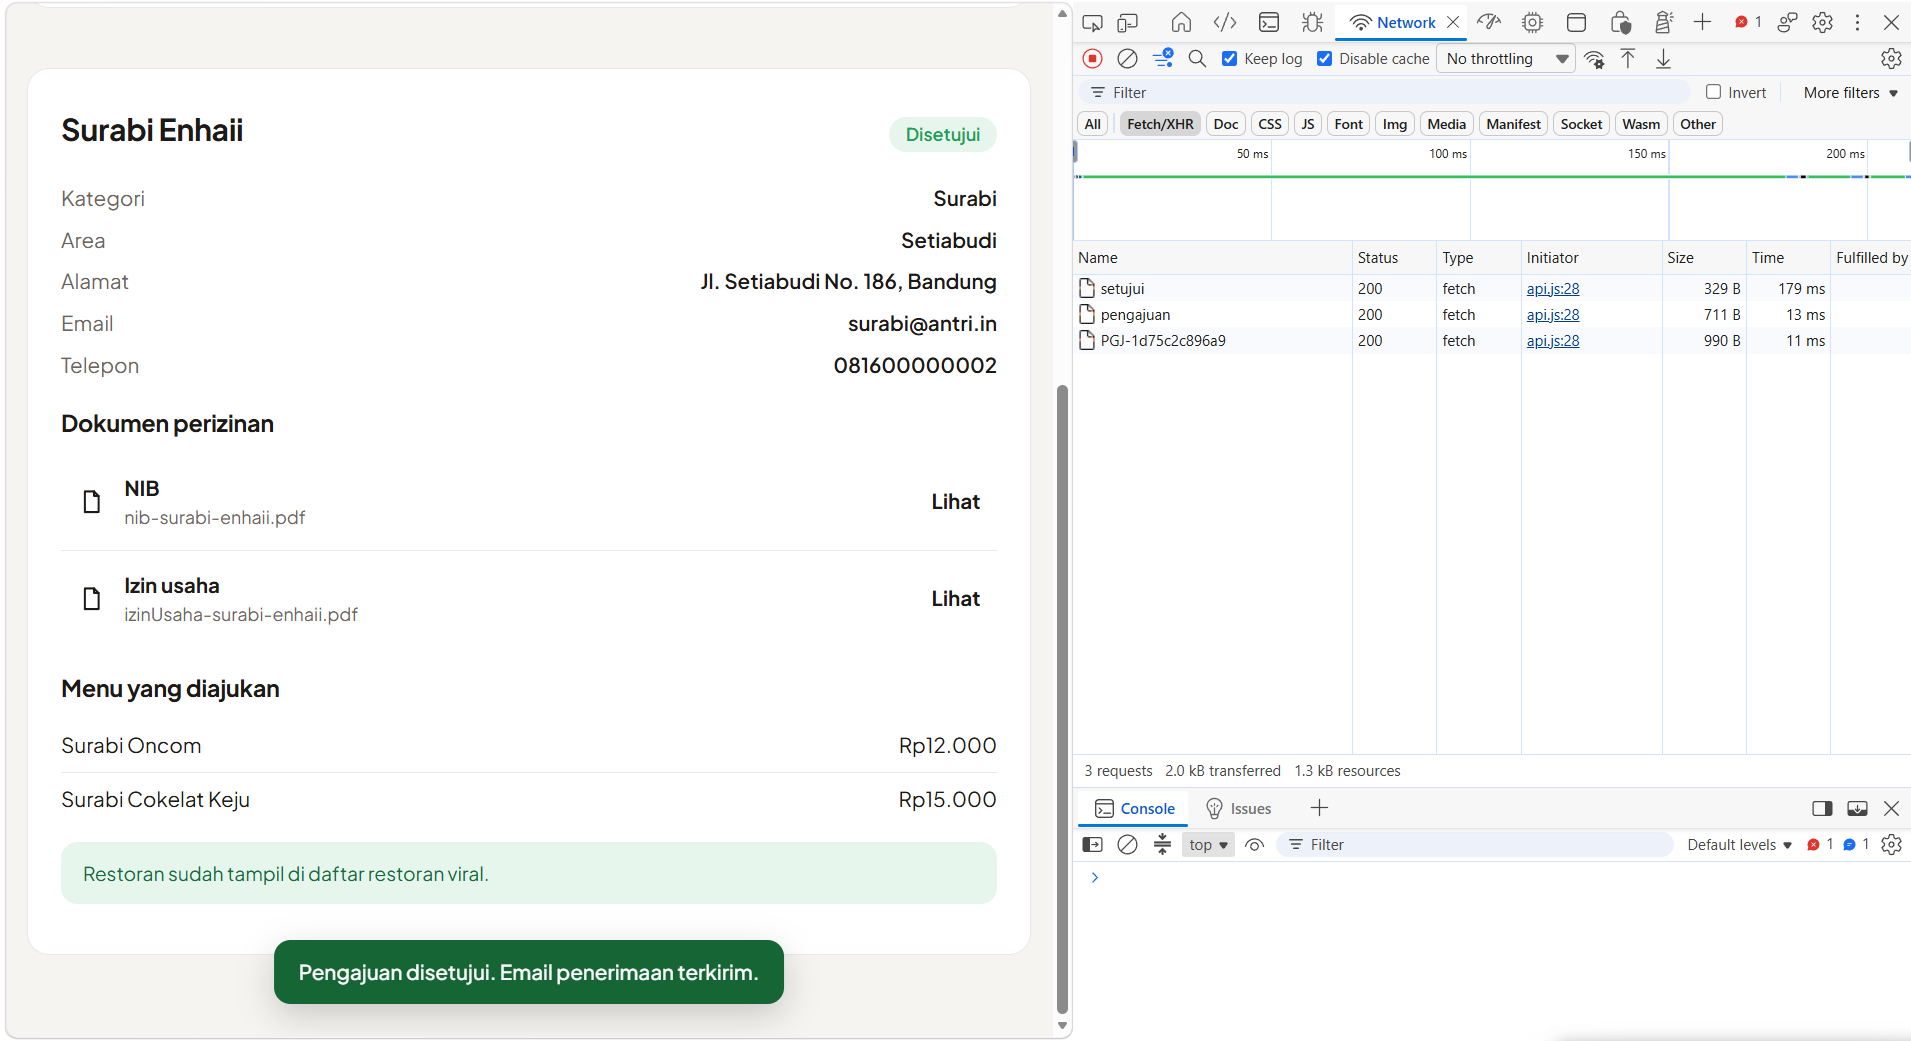 Surabi Enhaii
Disetujui
Kategori Surabi
Area Setiabudi
Alamat Jl. Setiabudi No. 186, Bandung
Email surabi@antri.in
Telepon 081600000002
Dokumen perizinan
NIB
nib-surabi-enhaii.pdf
Lihat
Izin usaha
izinUsaha-surabi-enhaii.pdf
Lihat
Menu yang diajukan
Surabi Oncom Rp12.000
Surabi Cokelat Keju Rp15.000
Restoran sudah tampil di daftar restoran viral.
Pengajuan disetujui. Email penerimaan terkirim.
Network 1
Keep log Disable cache No throttling
Filter Invert More filters
All Fetch/XHR Doc CSS JS Font Img Media Manifest Socket Wasm Other
50 ms 100 ms 150 ms 200 ms
Name Status Type Initiator Size Time Fulfilled by
setujui 200 fetch api.js:28 329 B 179 ms
pengajuan 200 fetch api.js:28 711 B 13 ms
PGJ-1d75c2c896a9 200 fetch api.js:28 990 B 11 ms
3 requests 2.0 kB transferred 1.3 kB resources
Console Issues
top Filter Default levels 1 1